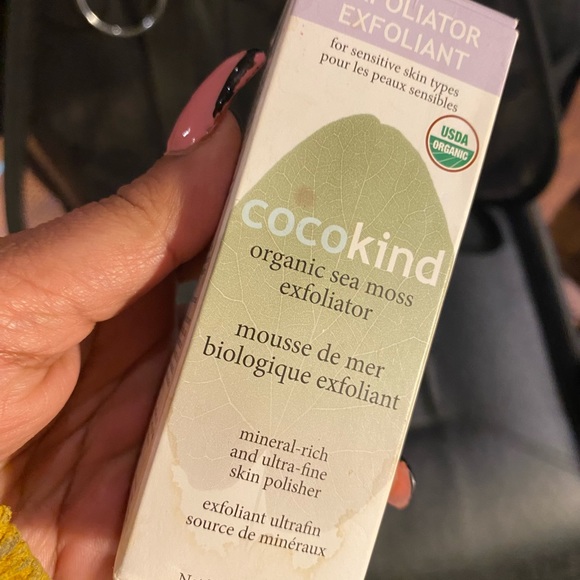 EXFOLIATOR
EXFOLIANT
for sensitive skin types
pour les peaux sensibles
USDA
ORGANIC
cocokind
organic sea moss
exfoliator
mousse de mer
biologique exfoliant
mineral-rich
and ultra-fine
skin polisher
exfoliant ultrafin
source de minéraux